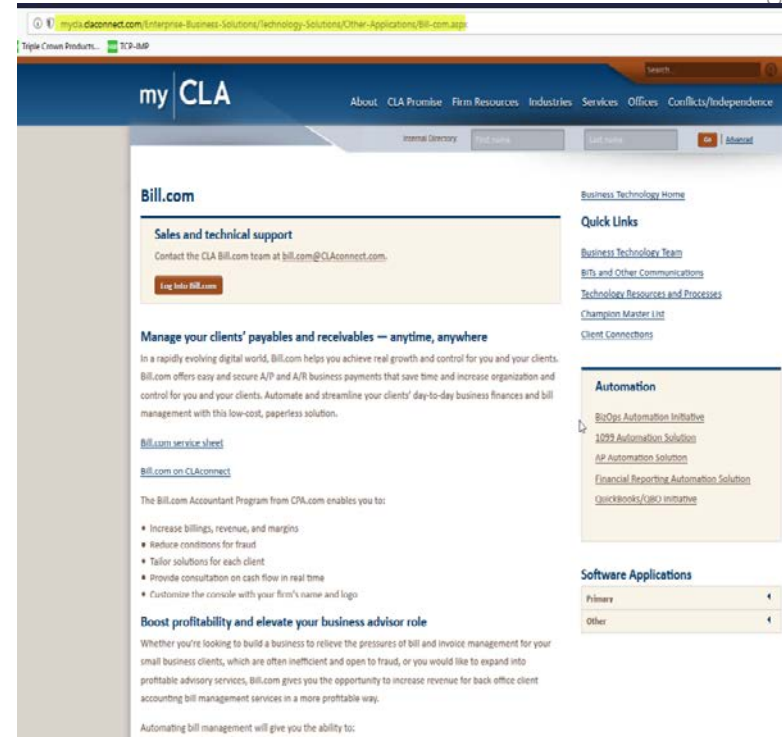 mycla.claconnect.com/Enterprise-Business-Solutions/Technology-Solutions/Other-Applications/Bill-com.aspx
Triple Crown Products... TCP-IMP
Search...
my CLA
About CLA Promise Firm Resources Industries Services Offices Conflicts/Independence
Internal Directory First name Last name Go Advanced
Bill.com
Sales and technical support
Contact the CLA Bill.com team at bill.com@CLAconnect.com.
Log Into Bill.com
Manage your clients' payables and receivables — anytime, anywhere
In a rapidly evolving digital world, Bill.com helps you achieve real growth and control for you and your clients.
Bill.com offers easy and secure A/P and A/R business payments that save time and increase organization and
control for you and your clients. Automate and streamline your clients' day-to-day business finances and bill
management with this low-cost, paperless solution.
Bill.com service sheet
Bill.com on CLAconnect
The Bill.com Accountant Program from CPA.com enables you to:
• Increase billings, revenue, and margins
• Reduce conditions for fraud
• Tailor solutions for each client
• Provide consultation on cash flow in real time
• Customize the console with your firm's name and logo
Boost profitability and elevate your business advisor role
Whether you're looking to build a business to relieve the pressures of bill and invoice management for your
small business clients, which are often inefficient and open to fraud, or you would like to expand into
profitable advisory services, Bill.com gives you the opportunity to increase revenue for back office client
accounting bill management services in a more profitable way.
Automating bill management will give you the ability to:
Business Technology Home
Quick Links
Business Technology Team
BITs and Other Communications
Technology Resources and Processes
Champion Master List
Client Connections
Automation
BizOps Automation Initiative
1099 Automation Solution
AP Automation Solution
Financial Reporting Automation Solution
QuickBooks/QBO Initiative
Software Applications
Primary
Other